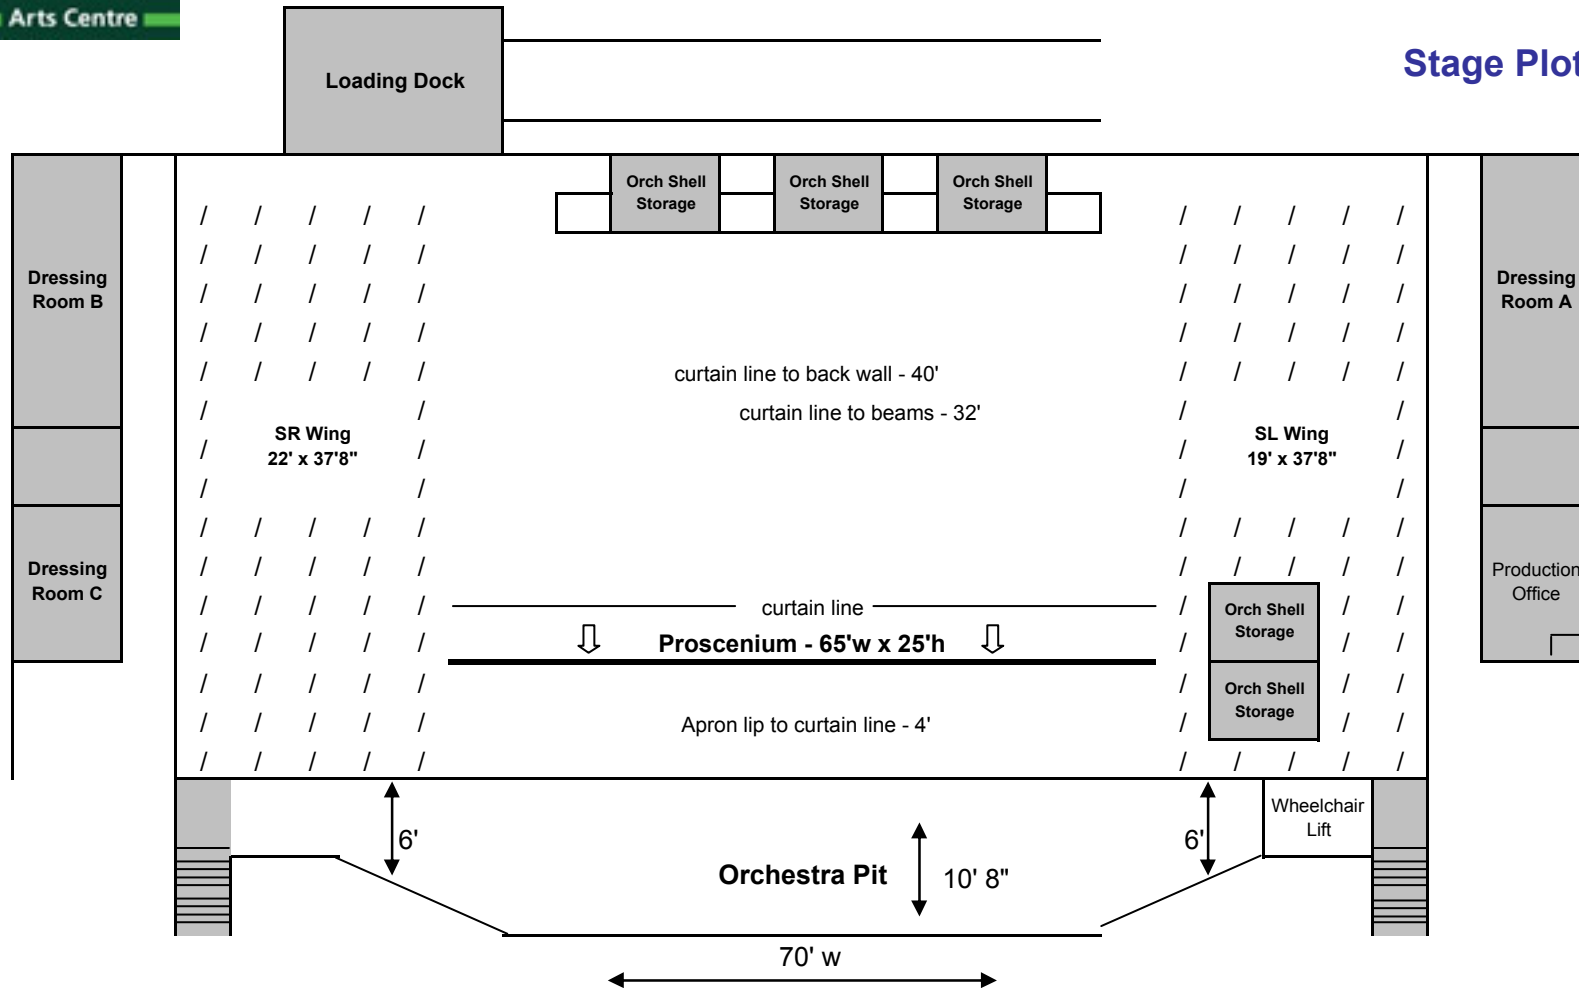 Arts Centre
Stage Plot
Loading Dock
Orch Shell
Storage
Orch Shell
Storage
Orch Shell
Storage
Dressing
Room B
Dressing
Room A
curtain line to back wall - 40'
curtain line to beams - 32'
SR Wing
22' x 37'8"
SL Wing
19' x 37'8"
Dressing
Room C
Production
Office
curtain line
Orch Shell
Storage
Proscenium - 65'w x 25'h
Orch Shell
Storage
Apron lip to curtain line - 4'
Wheelchair
Lift
6'
6'
Orchestra Pit
10' 8"
70' w